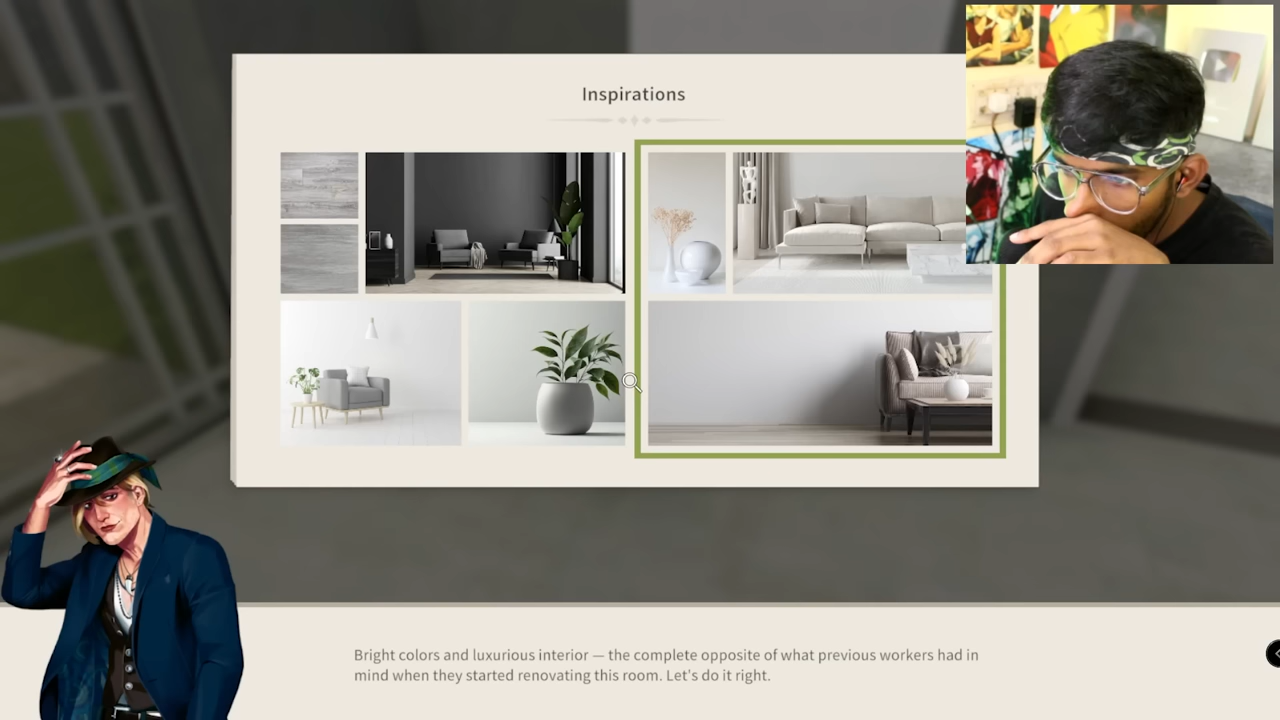 Inspirations
Bright colors and luxurious interior — the complete opposite of what previous workers had in
mind when they started renovating this room. Let's do it right.